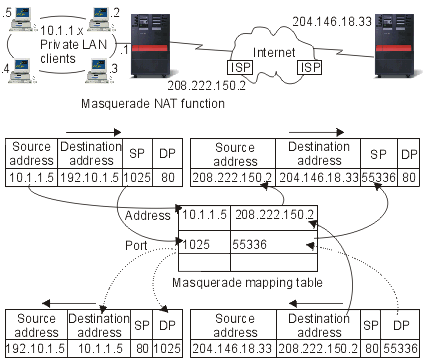 .5
.2
204.146.18.33
10.1.1 x
Private LAN
clients
.1
Internet
ISP
ISP
.4
.3
208.222.150.2
Masquerade NAT function
Source address
Destination address
SP
DP
10.1.1.5
192.10.1.5
1025
80
Source address
Destination address
SP
DP
208.222.150.2
204.146.18.33
55336
80
Address
10.1.1.5
208.222.150.2
Port
1025
55336
Masquerade mapping table
Source address
Destination address
SP
DP
192.10.1.5
10.1.1.5
80
1025
Source address
Destination address
SP
DP
204.146.18.33
208.222.150.2
80
55336